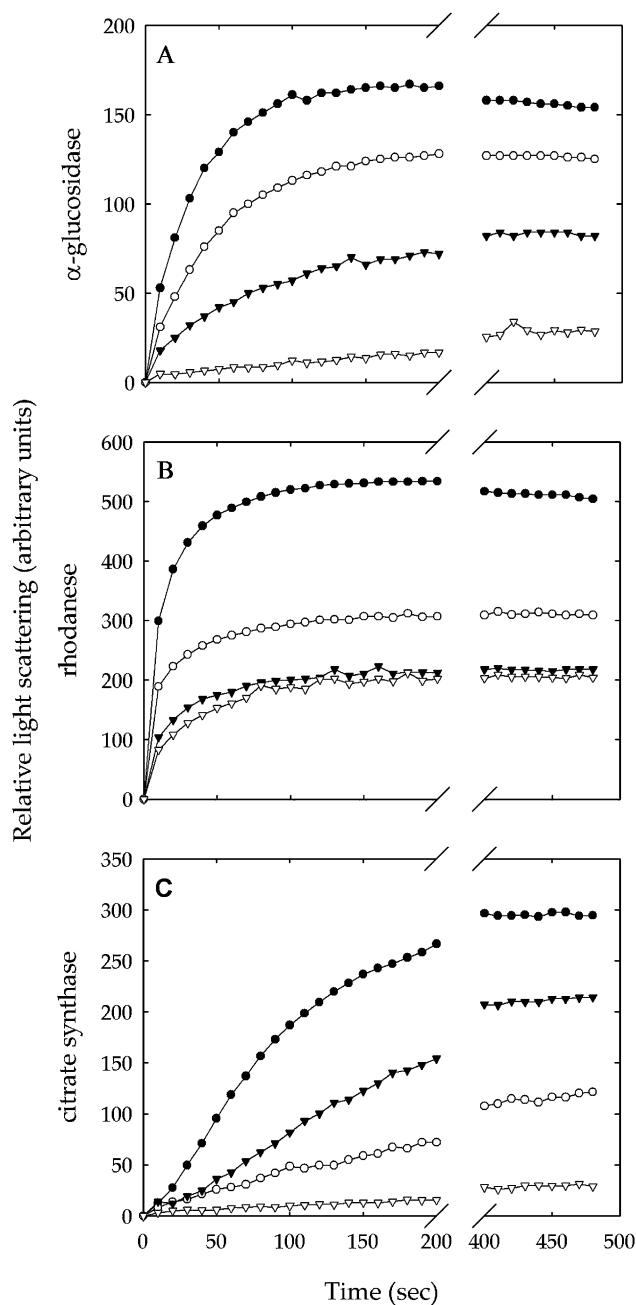 Relative light scattering (arbitrary units)
A
α-glucosidase
200
150
100
50
0
B
rhodanese
600
500
400
300
200
100
0
C
citrate synthase
350
300
250
200
150
100
50
0
0 50 100 150 200 400 450 500
Time (sec)